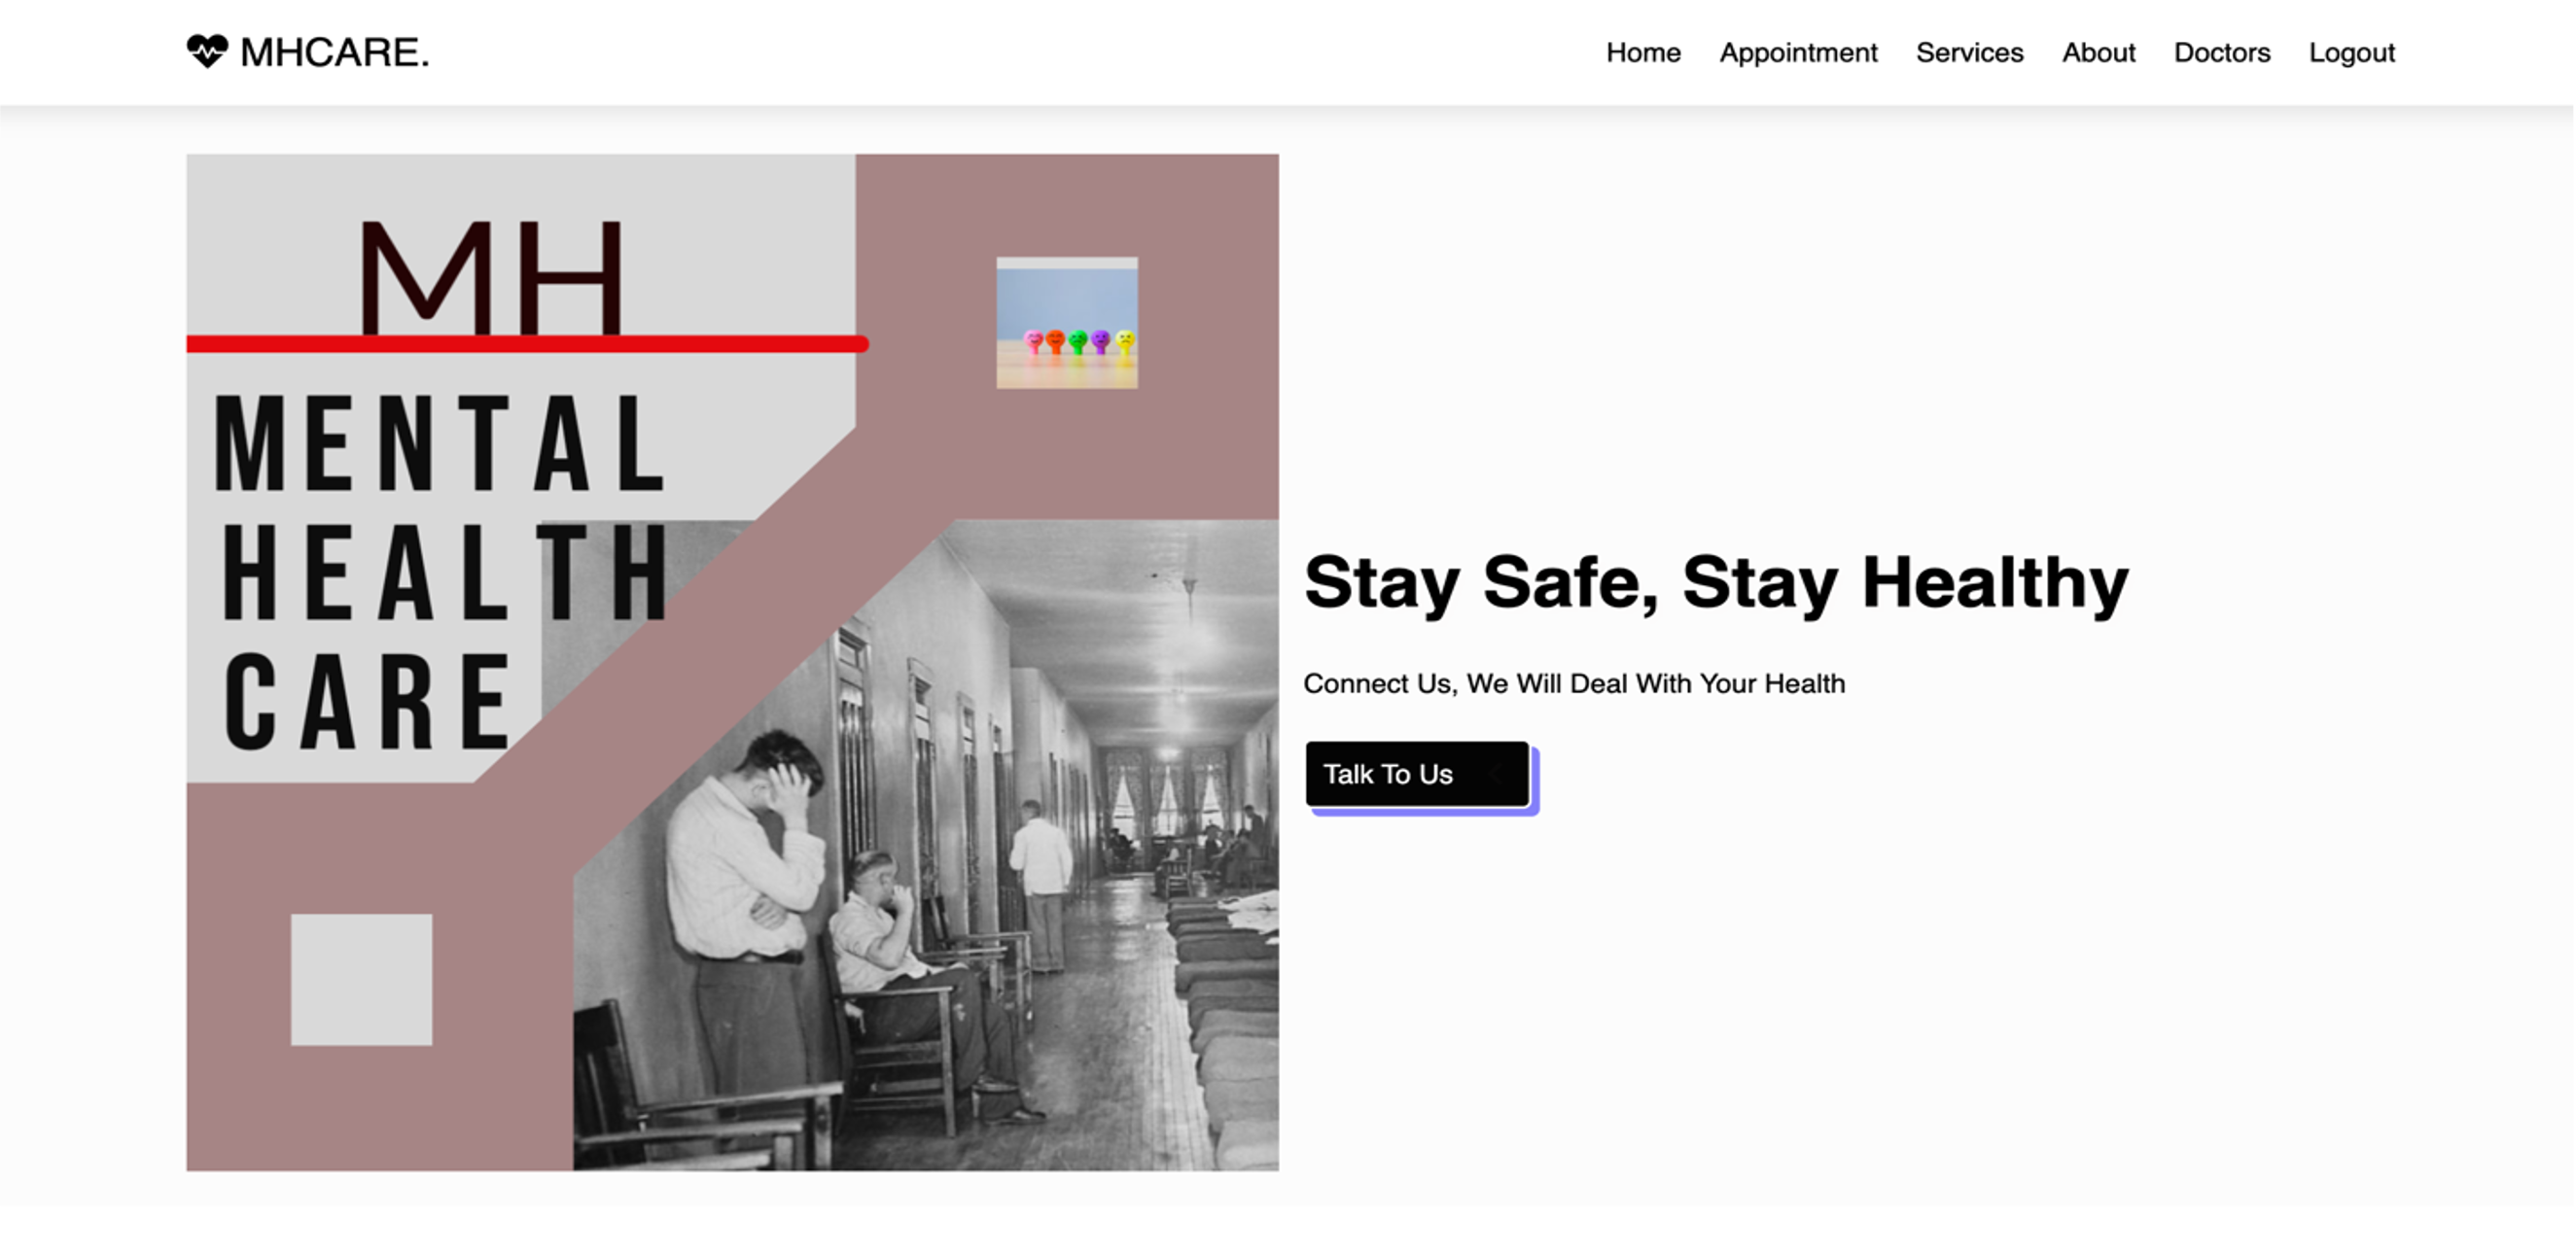 MHCARE.
Home Appointment Services About Doctors Logout
MH
MENTAL
HEALTH
CARE
Stay Safe, Stay Healthy
Connect Us, We Will Deal With Your Health
Talk To Us